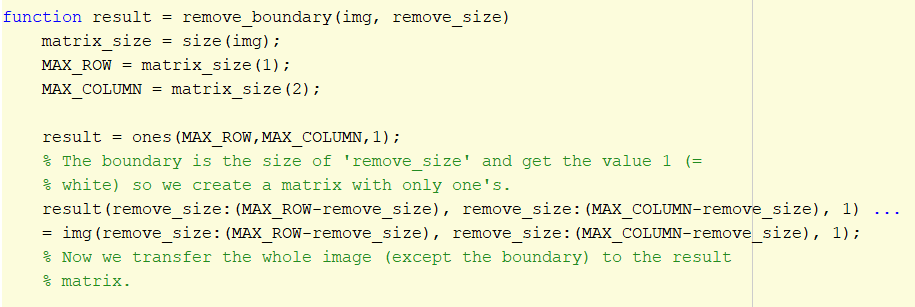 function result = remove_boundary(img, remove_size)
    matrix_size = size(img);
    MAX_ROW = matrix_size(1);
    MAX_COLUMN = matrix_size(2);

    result = ones(MAX_ROW,MAX_COLUMN,1);
    % The boundary is the size of 'remove_size' and get the value 1 (=
    % white) so we create a matrix with only one's.
    result(remove_size:(MAX_ROW-remove_size), remove_size:(MAX_COLUMN-remove_size), 1) ...
    = img(remove_size:(MAX_ROW-remove_size), remove_size:(MAX_COLUMN-remove_size), 1);
    % Now we transfer the whole image (except the boundary) to the result
    % matrix.